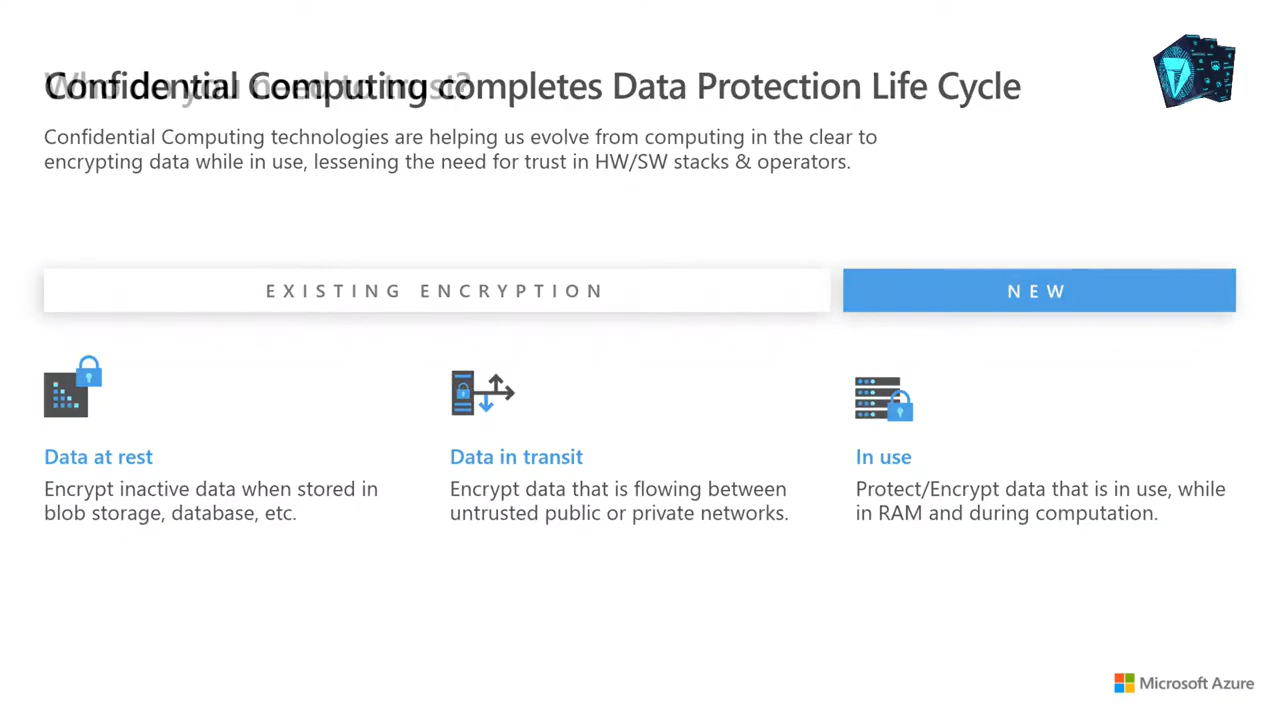 Confidential Computing completes Data Protection Life Cycle
Confidential Computing technologies are helping us evolve from computing in the clear to
encrypting data while in use, lessening the need for trust in HW/SW stacks & operators.
EXISTING ENCRYPTION
NEW
Data at rest
Encrypt inactive data when stored in
blob storage, database, etc.
Data in transit
Encrypt data that is flowing between
untrusted public or private networks.
In use
Protect/Encrypt data that is in use, while
in RAM and during computation.
Microsoft Azure